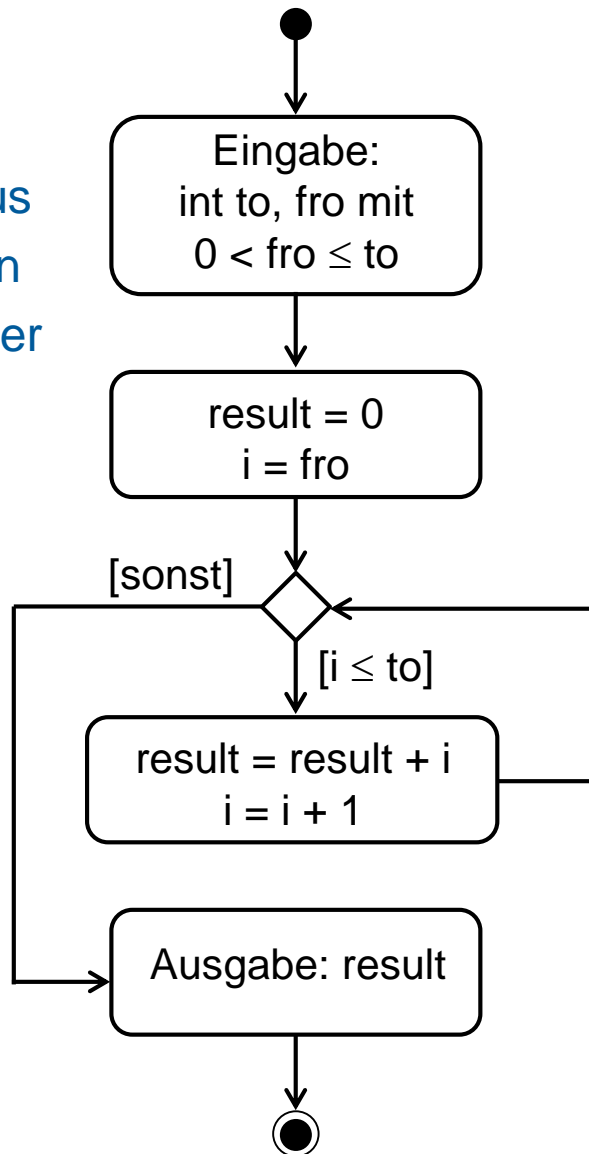 Eingabe:
int to, fro mit
0 < fro ≤ to
result = 0
i = fro
[sonst]
[i ≤ to]
result = result + i
i = i + 1
Ausgabe: result